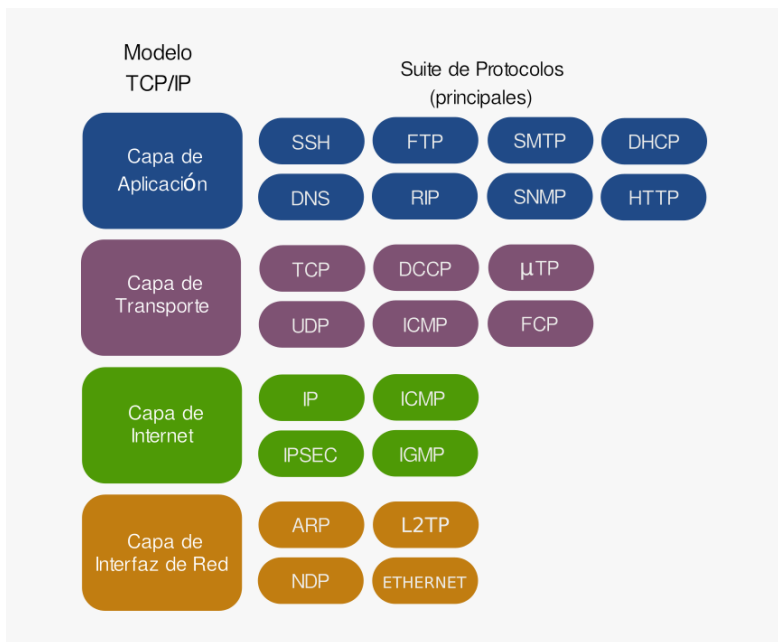 Modelo
TCP/IP
Suite de Protocolos
(principales)
Capa de
Aplicación
SSH
FTP
SMTP
DHCP
DNS
RIP
SNMP
HTTP
Capa de
Transporte
TCP
DCCP
µTP
UDP
ICMP
FCP
Capa de
Internet
IP
ICMP
IPSEC
IGMP
Capa de
Interfaz de Red
ARP
L2TP
NDP
ETHERNET